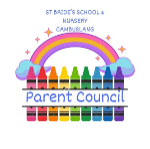 ST BRIDE'S SCHOOL &
NURSERY
CAMBUSLANG
Parent Council